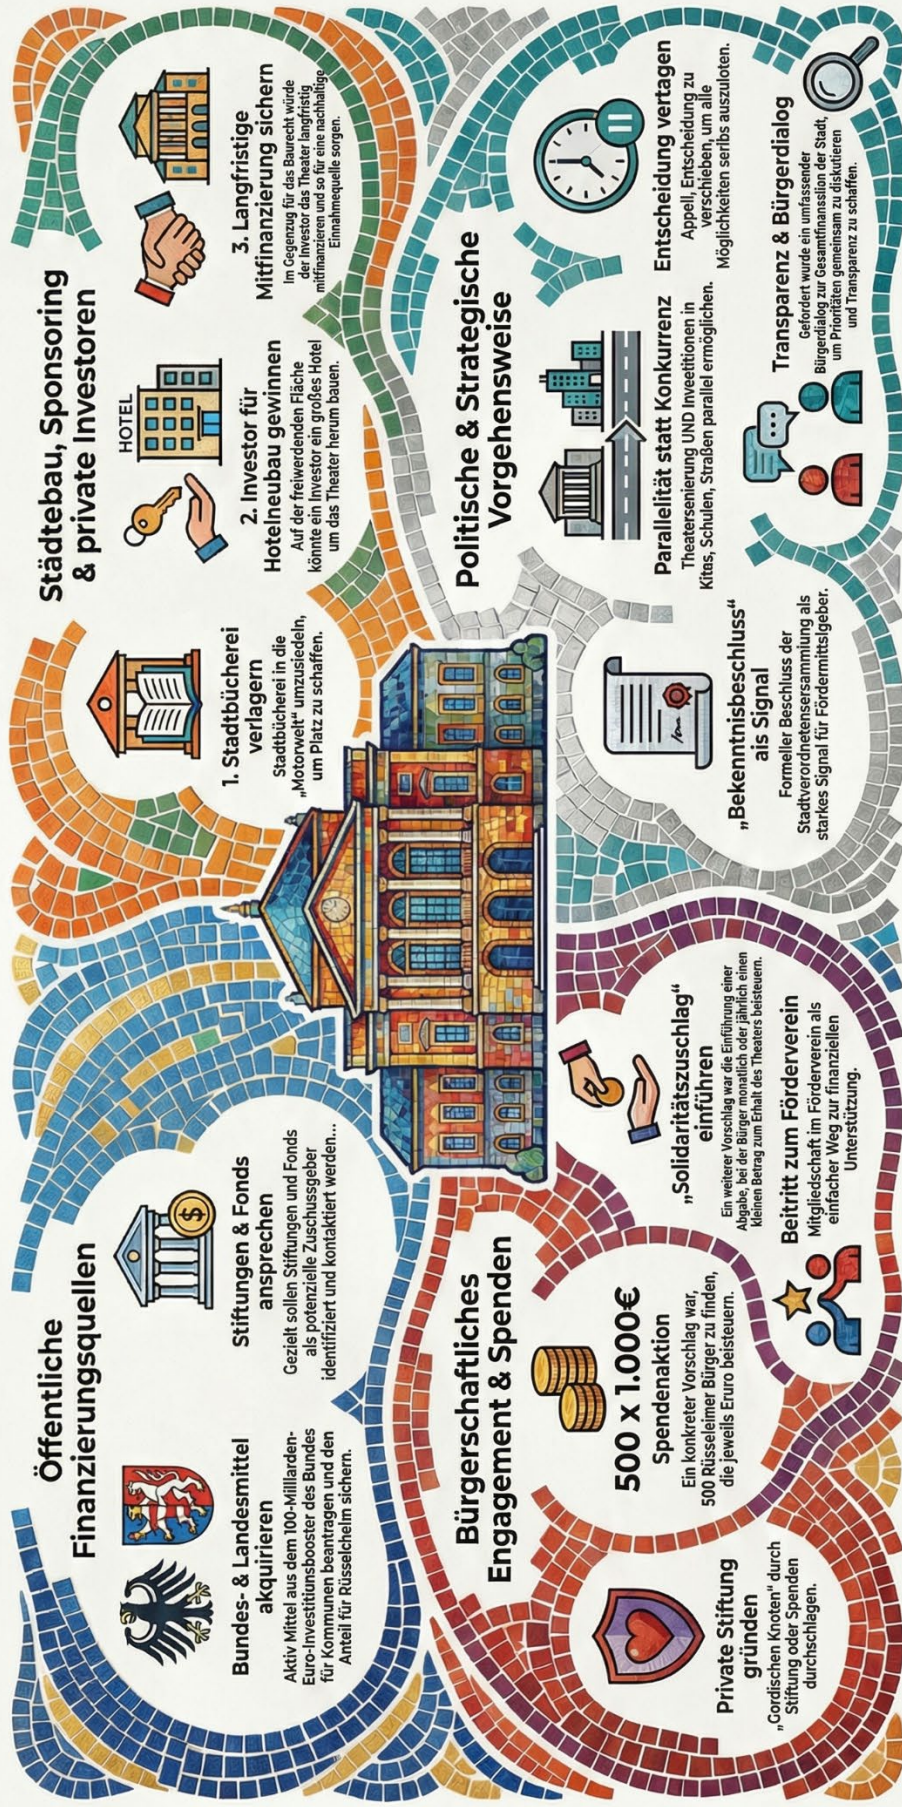 Öffentliche
Finanzierungsquellen
Bundes- & Landesmittel
akquirieren
Aktiv Mittel aus dem 100-Milliarden-
Euro-Investitiunsbooster des Bundes
für Kommunen beantragen und den
Anteil für Rüsselchelm sichern.
Stiftungen & Fonds
ansprechen
Gezielt sollen Stiftungen und Fonds
als potenzielle Zuschussgeber
identifiziert und kontaktiert werden...
Städtebau, Sponsoring
& private Investoren
1. Stadtbücherei
verlagern
Stadtbücherei in die
„Motorwelt" umzusiedeln,
um Platz zu schaffen.
HOTEL
2. Investor für
Hotelneubau gewinnen
Auf der freiwerdenden Fläche
könnte ein Investor ein großes Hotel
um das Theater herum bauen.
3. Langfristige
Mitfinanzierung sichern
Im Gegenzug für das Baurecht würde
der Investor das Theater langfristig
mitfinanzieren und so für eine nachhaltige
Einnahmequelle sorgen.
Bürgerschaftliches
Engagement & Spenden
Private Stiftung
gründen
„Gordischen Knoten" durch
Stiftung oder Spenden
durchschlagen.
500 x 1.000€
Spendenaktion
Ein konkreter Vorschlag war,
500 Rüsseleimer Bürger zu finden,
die jeweils Eruro beisteuern.
„Solidaritätszuschlag"
einführen
Ein weiterer Vorschlag war die Einführung einer
Abgabe, bei der Bürger monatlich oder jährlich einen
kleinen Betrag zum Erhalt des Theaters beisteuern.
Beitritt zum Förderverein
Mitgliedschaft im Förderverein als
einfacher Weg zur finanziellen
Unterstützung.
Politische & Strategische
Vorgehensweise
„Bekenntnisbeschluss"
als Signal
Formeller Beschluss der
Stadtverordnetensersammiung als
starkes Signal für Fördermittslgeber.
Parallelität statt Konkurrenz
Theatersenierung UND Inveetitionen in
Kitas, Schulen, Straßen parallel ermöglichen.
Entscheidung vertagen
Appell, Entscheidung zu
verschieben, um alle
Möglichkeiten seribs auszuloten.
Transparenz & Bürgerdialog
Gefordert wurde ein umfassender
Bürgerdialog zur Gesamtfinansslion der Stadt,
um Prioritäten gemeinsam zu diskutieren
und Transparenz zu schaffen.